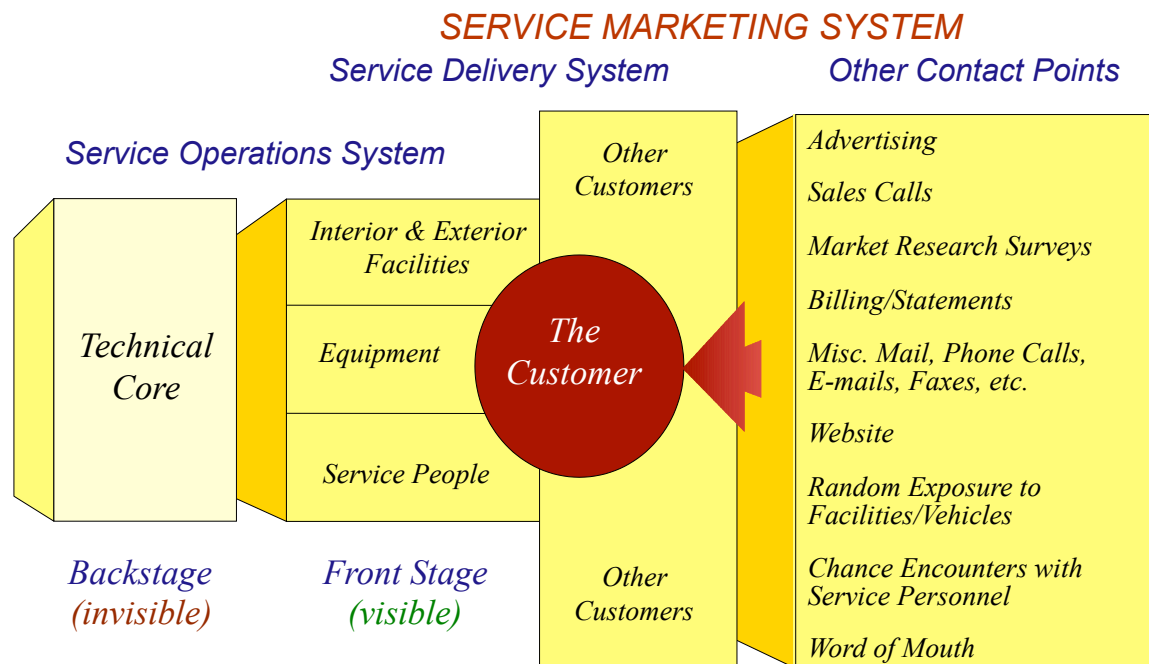 SERVICE MARKETING SYSTEM
Service Delivery System
Other Contact Points
Service Operations System
Technical
Core
Interior & Exterior
Facilities
Equipment
Service People
Other
Customers
The
Customer
Other
Customers
Advertising
Sales Calls
Market Research Surveys
Billing/Statements
Misc. Mail, Phone Calls,
E-mails, Faxes, etc.
Website
Random Exposure to
Facilities/Vehicles
Chance Encounters with
Service Personnel
Word of Mouth
Backstage
(invisible)
Front Stage
(visible)